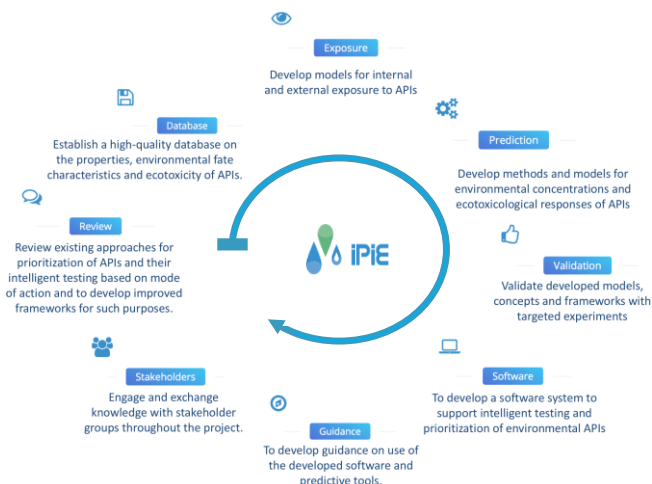 Exposure
Develop models for internal
and external exposure to APIs
Prediction
Develop methods and models for
environmental concentrations and
ecotoxicological responses of APIs
Validation
Validate developed models,
concepts and frameworks with
targeted experiments
Software
To develop a software system to
support intelligent testing and
prioritization of environmental APIs
Guidance
To develop guidance on use of
the developed software and
predictive tools.
Stakeholders
Engage and exchange
knowledge with stakeholder
groups throughout the project.
Review
Review existing approaches for
prioritization of APIs and their
intelligent testing based on mode
of action and to develop improved
frameworks for such purposes.
Database
Establish a high-quality database on
the properties, environmental fate
characteristics and ecotoxicity of APIs.
iPiE